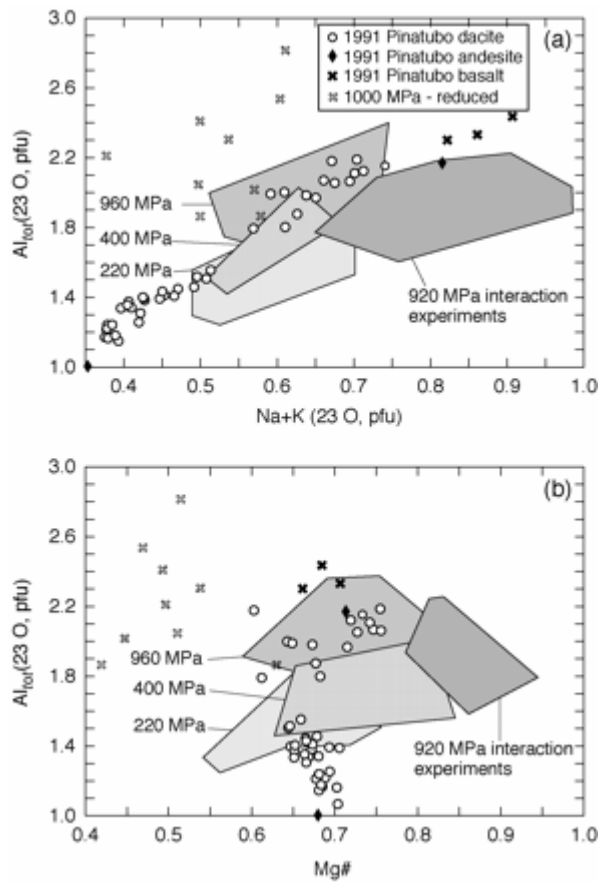 3.0
(a)
○ 1991 Pinatubo dacite
♦ 1991 Pinatubo andesite
✖ 1991 Pinatubo basalt
✖ 1000 MPa - reduced
2.6
2.2
960 MPa
1.8
400 MPa
220 MPa
1.4
920 MPa interaction
experiments
1.0
Al_tot (23 O, pfu)
0.4 0.5 0.6 0.7 0.8 0.9 1.0
Na+K (23 O, pfu)
3.0
(b)
2.6
2.2
960 MPa
1.8
400 MPa
220 MPa
1.4
920 MPa interaction
experiments
1.0
Al_tot (23 O, pfu)
0.4 0.5 0.6 0.7 0.8 0.9 1.0
Mg#